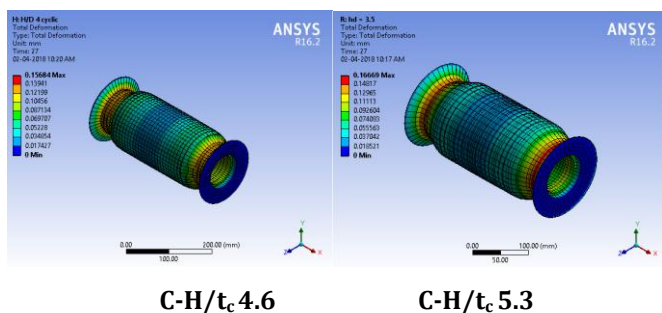 H: H/D 4 cyclic
Total Deformation
Type: Total Deformation
Unit: mm
Time: 27
02-04-2018 10:20 AM
0.15684 Max
0.13941
0.12199
0.10456
0.087134
0.069707
0.05228
0.034854
0.017427
0 Min
ANSYS
R16.2
0.00
200.00 (mm)
100.00
Y
Z
X
R: hd = 3.5
Total Deformation
Type: Total Deformation
Unit: mm
Time: 27
02-04-2018 10:17 AM
0.16669 Max
0.14817
0.12965
0.11113
0.092604
0.074083
0.055563
0.037042
0.018521
0 Min
ANSYS
R16.2
0.00
100.00 (mm)
50.00
Y
Z
X
C-H/tc 4.6
C-H/tc 5.3